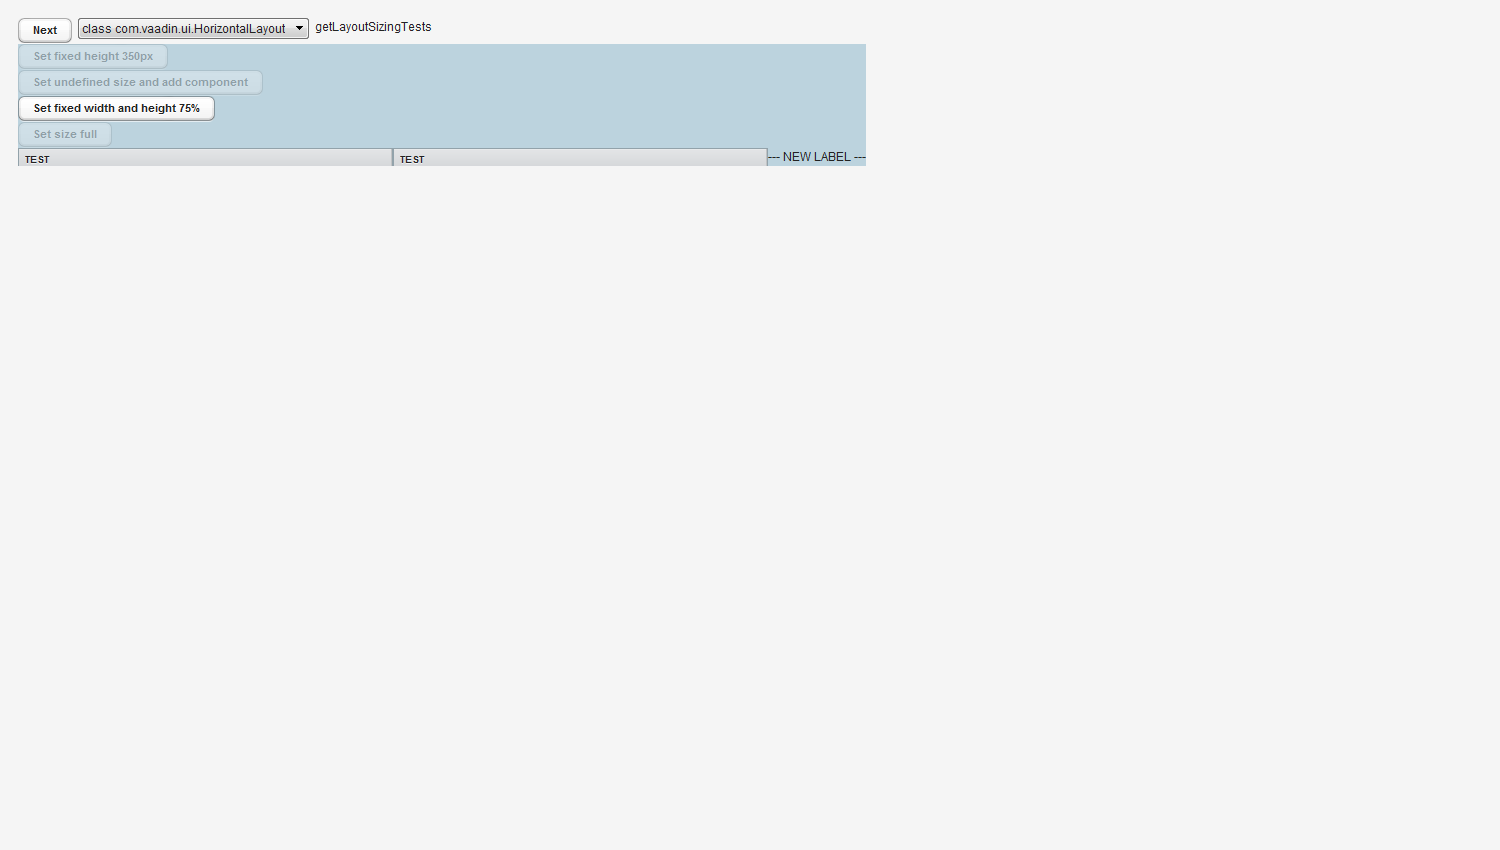 Next class com.vaadin.ui.HorizontalLayout getLayoutSizingTests
Set fixed height 350px
Set undefined size and add component
Set fixed width and height 75%
Set size full
TEST TEST --- NEW LABEL ---